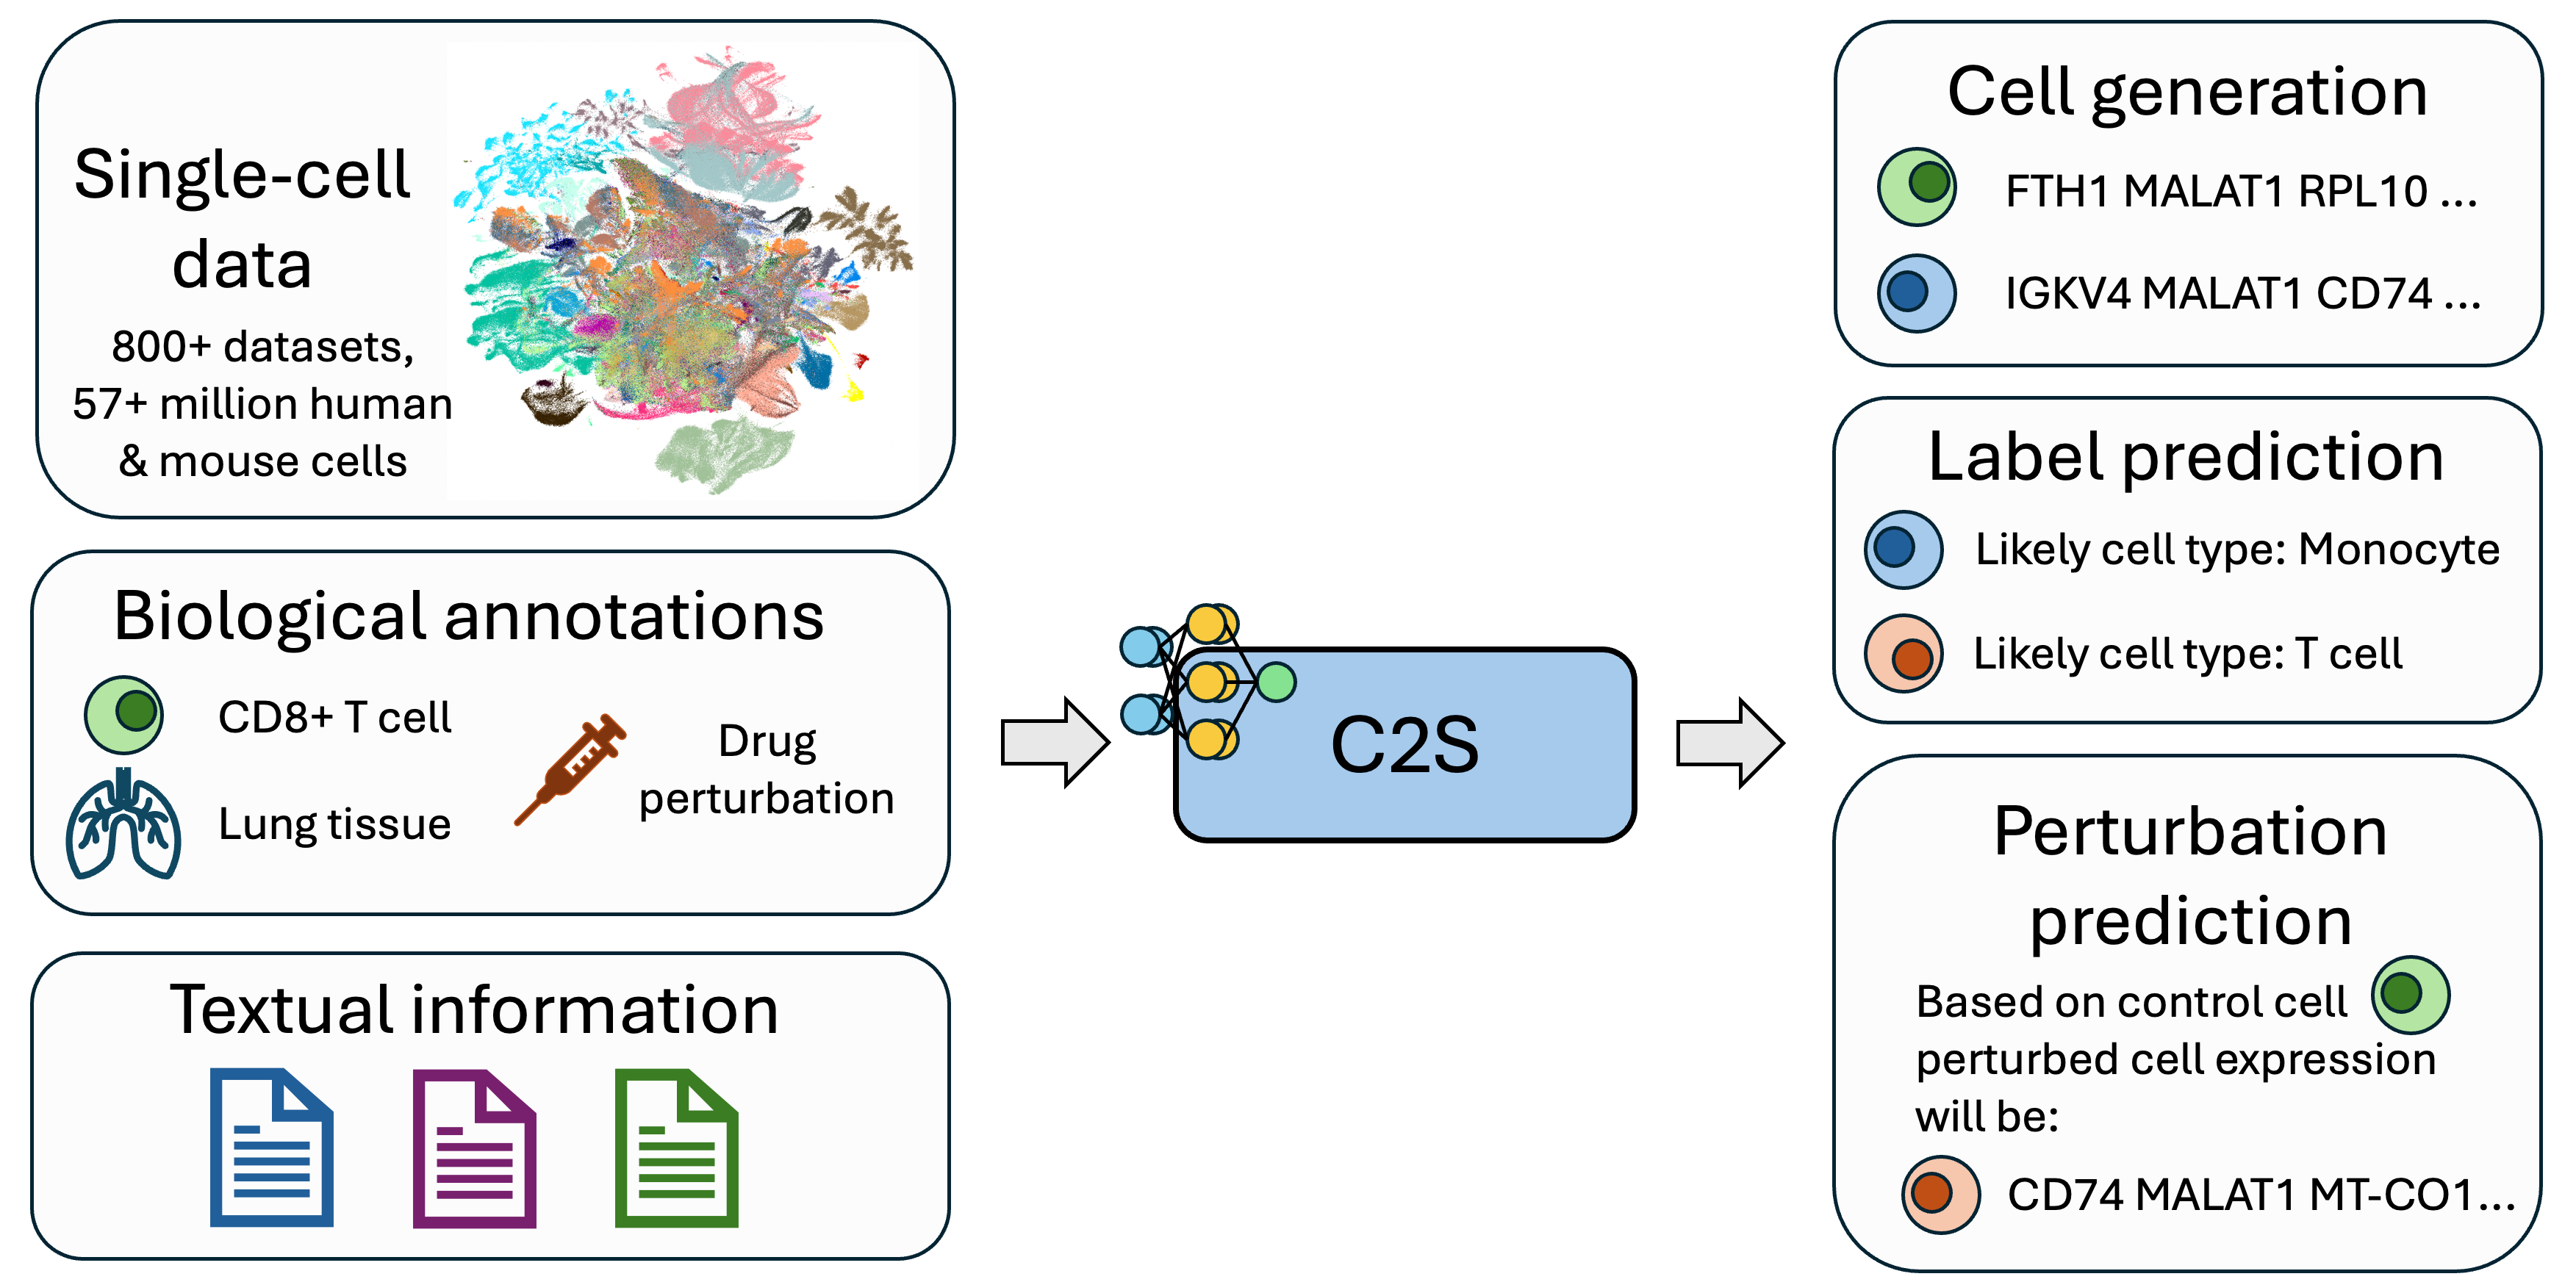 Single-cell
data
800+ datasets,
57+ million human
& mouse cells
Biological annotations
CD8+ T cell
Lung tissue
Drug
perturbation
Textual information
C2S
Cell generation
FTH1 MALAT1 RPL10 ...
IGKV4 MALAT1 CD74 ...
Label prediction
Likely cell type: Monocyte
Likely cell type: T cell
Perturbation
prediction
Based on control cell
perturbed cell expression
will be:
CD74 MALAT1 MT-CO1...